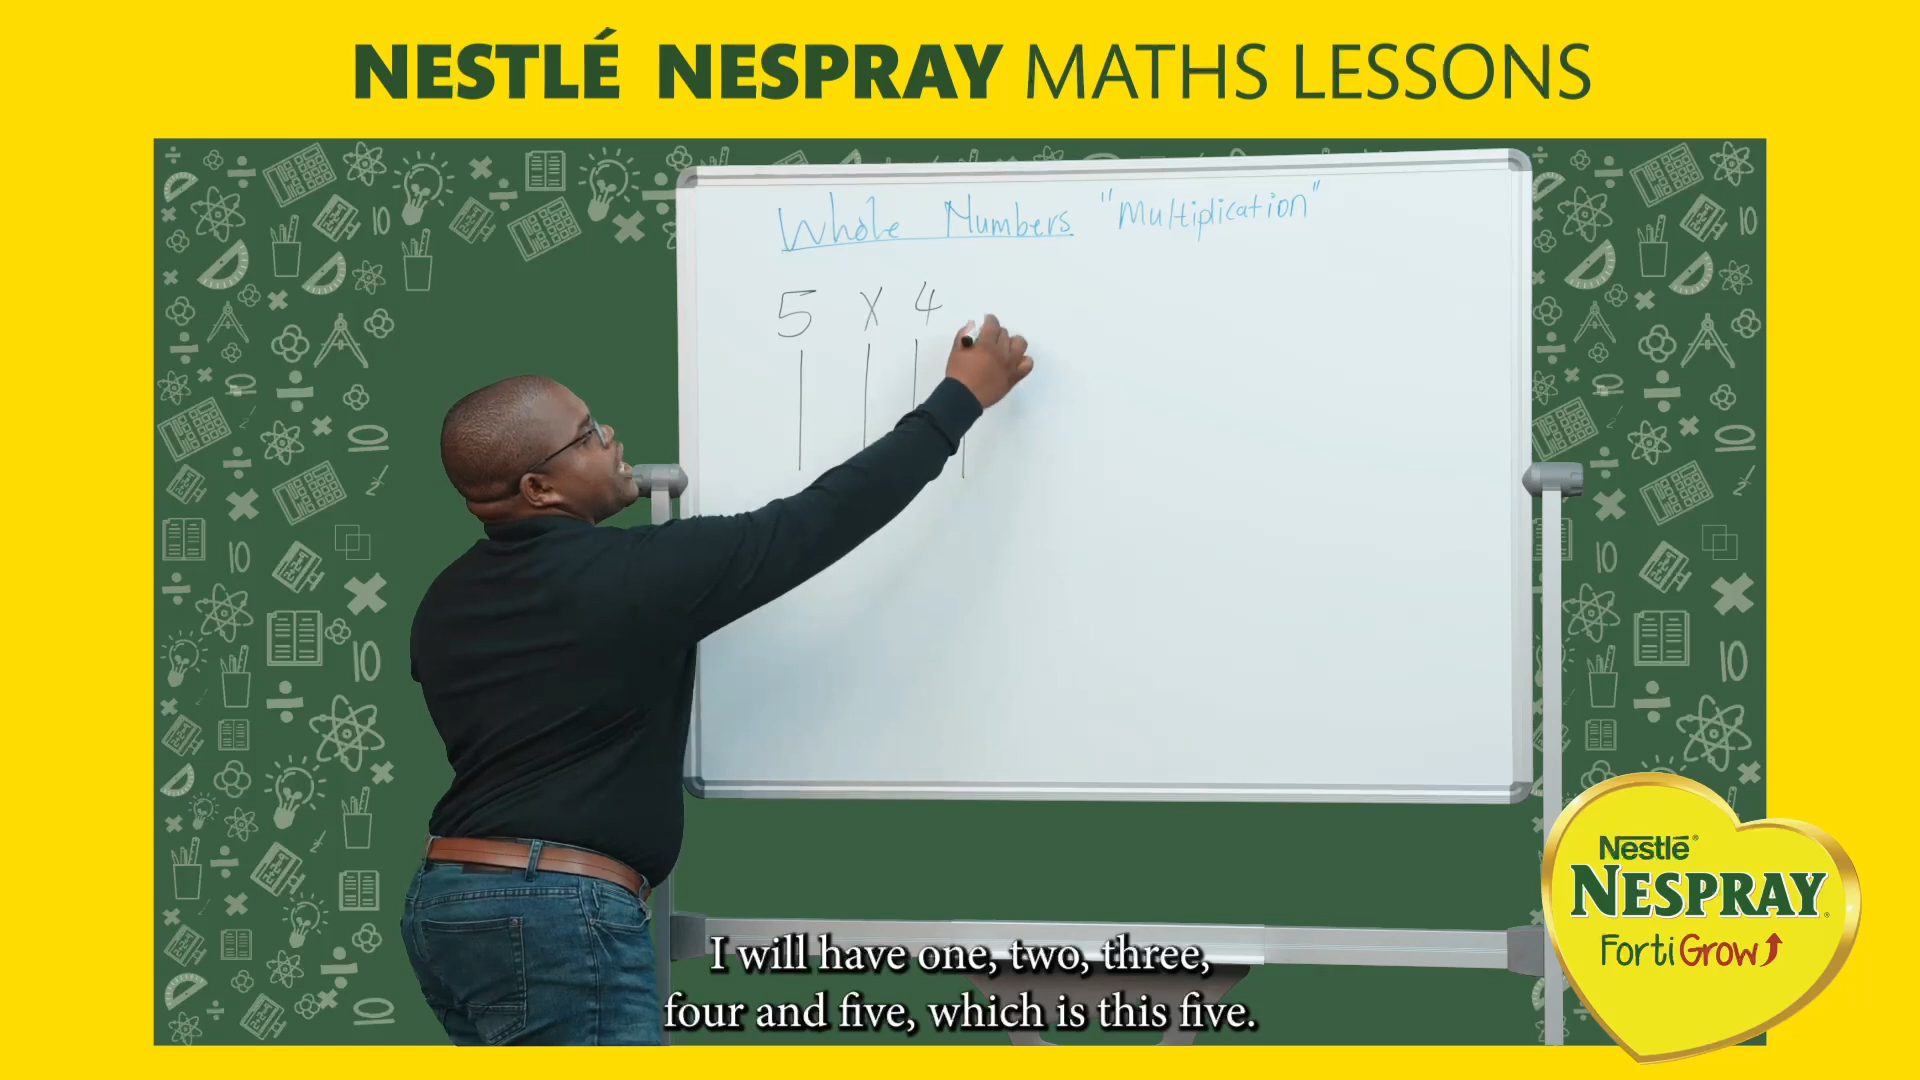 NESTLÉ NESPRAY MATHS LESSONS
Whole Numbers "Multiplication"
5 x 4
Nestlé®
NESPRAY®
FortiGrow
I will have one, two, three,
four and five, which is this five.